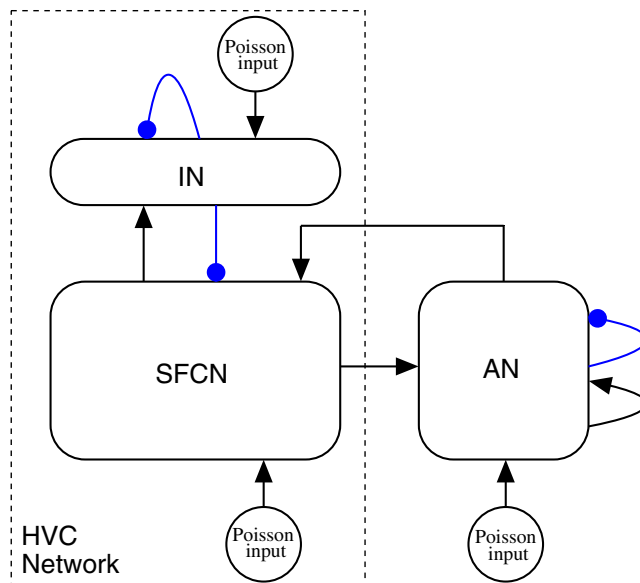 Poisson
input
IN
SFCN
AN
Poisson
input
Poisson
input
HVC
Network